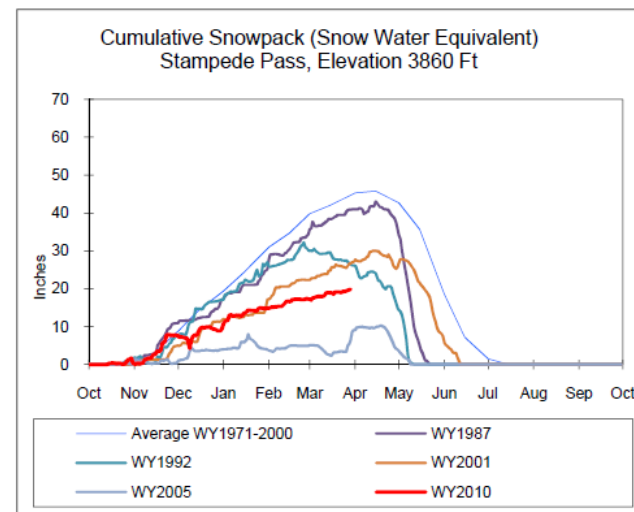 Cumulative Snowpack (Snow Water Equivalent)
Stampede Pass, Elevation 3860 Ft
70
60
50
40
30
20
10
0
Inches
Oct Nov Dec Jan Feb Mar Apr May Jun Jul Aug Sep Oct
Average WY1971-2000 WY1987
WY1992 WY2001
WY2005 WY2010